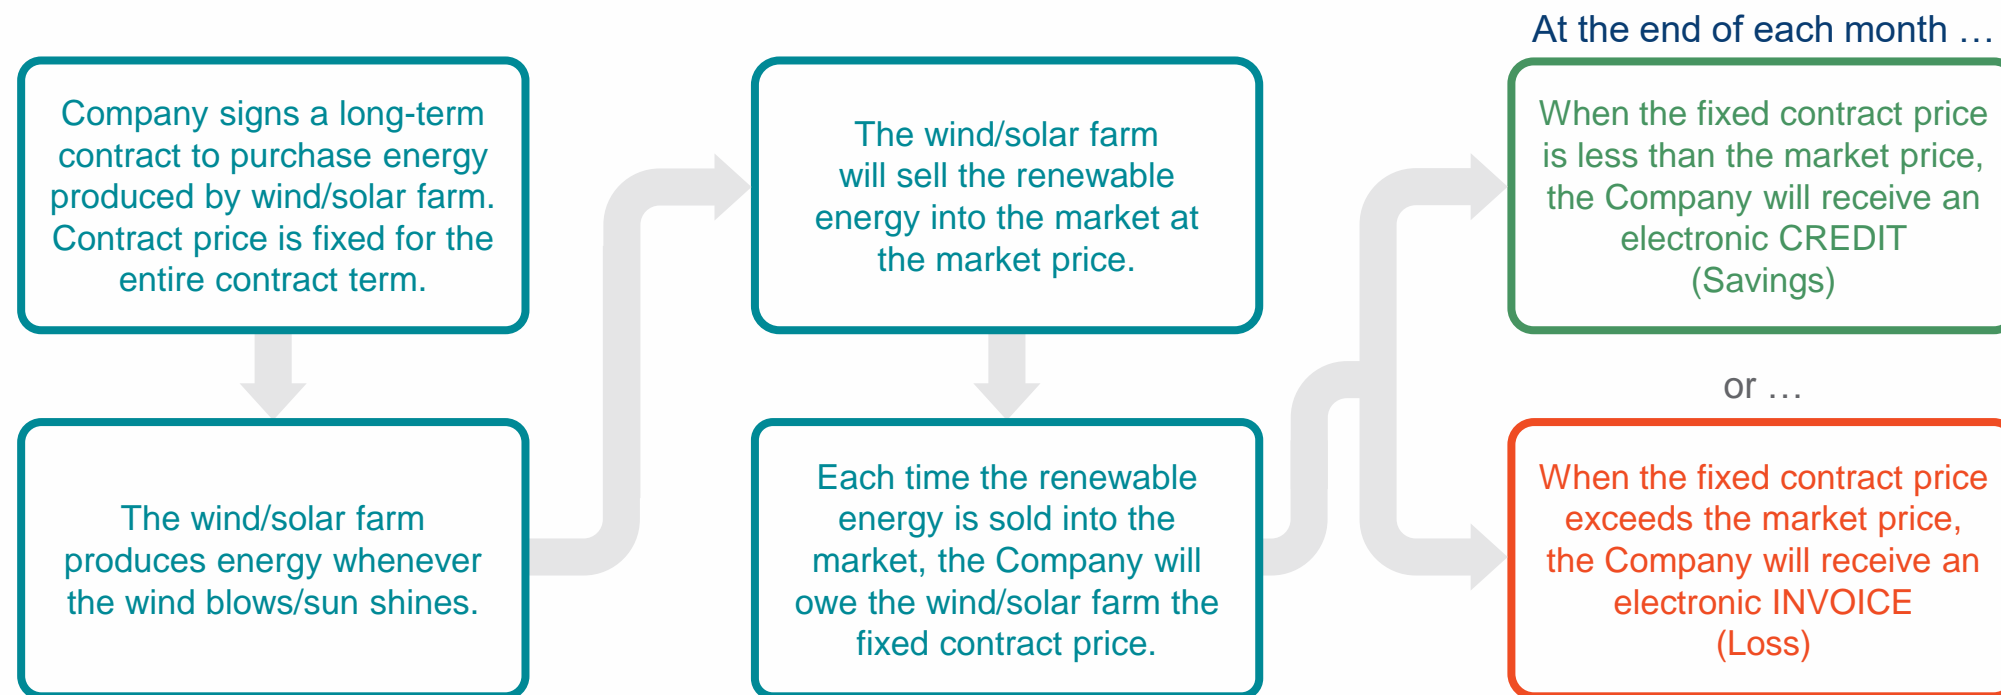 Company signs a long-term
contract to purchase energy
produced by wind/solar farm.
Contract price is fixed for the
entire contract term.
The wind/solar farm
produces energy whenever
the wind blows/sun shines.
The wind/solar farm
will sell the renewable
energy into the market at
the market price.
Each time the renewable
energy is sold into the
market, the Company will
owe the wind/solar farm the
fixed contract price.
At the end of each month …
When the fixed contract price
is less than the market price,
the Company will receive an
electronic CREDIT
(Savings)
or …
When the fixed contract price
exceeds the market price,
the Company will receive an
electronic INVOICE
(Loss)